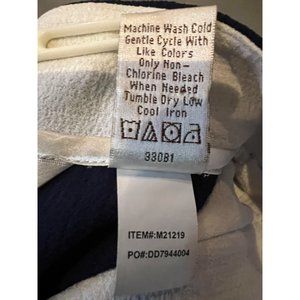 Machine Wash Cold
Gentle Cycle With
Like Colors
Only Non-
Chlorine Bleach
When Needed
Tumble Dry Low
Cool Iron
33081
ITEM#:M21219
PO#:DD7944004